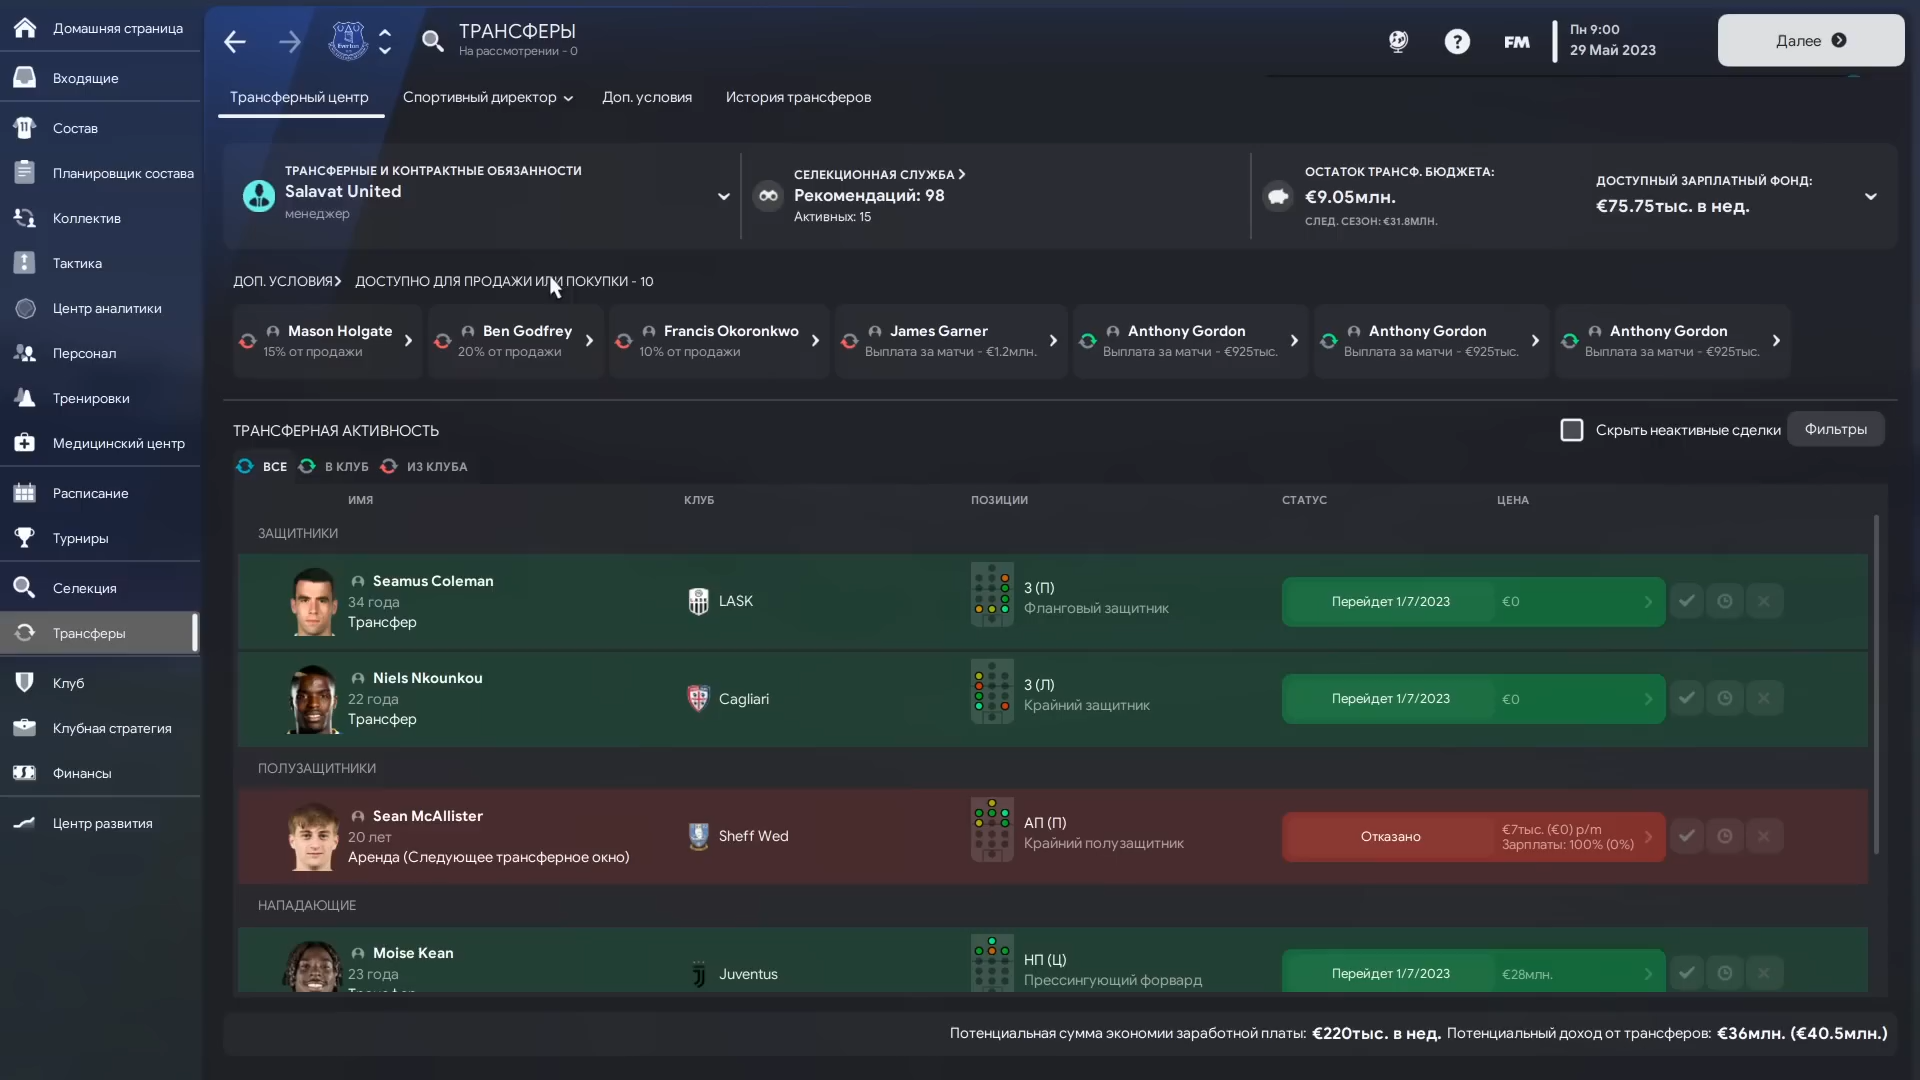 Домашняя страница
Входящие
Состав
Планировщик состава
Коллектив
Тактика
Центр аналитики
Персонал
Тренировки
Медицинский центр
Расписание
Турниры
Селекция
Трансферы
Клуб
Клубная стратегия
Финансы
Центр развития
ТРАНСФЕРЫ
На рассмотрении - 0
FM
Пн 9:00
29 Май 2023
Далее
Трансферный центр
Спортивный директор
Доп. условия
История трансферов
ТРАНСФЕРНЫЕ И КОНТРАКТНЫЕ ОБЯЗАННОСТИ
Salavat United
менеджер
СЕЛЕКЦИОННАЯ СЛУЖБА
Рекомендаций: 98
Активных: 15
ОСТАТОК ТРАНСФ. БЮДЖЕТА:
€9.05млн.
СЛЕД. СЕЗОН: €31.8МЛН.
ДОСТУПНЫЙ ЗАРПЛАТНЫЙ ФОНД:
€75.75тыс. в нед.
ДОП. УСЛОВИЯ
ДОСТУПНО ДЛЯ ПРОДАЖИ ИЛИ ПОКУПКИ - 10
Mason Holgate
15% от продажи
Ben Godfrey
20% от продажи
Francis Okoronkwo
10% от продажи
James Garner
Выплата за матчи - €1.2млн.
Anthony Gordon
Выплата за матчи - €925тыс.
Anthony Gordon
Выплата за матчи - €925тыс.
Anthony Gordon
Выплата за матчи - €925тыс.
ТРАНСФЕРНАЯ АКТИВНОСТЬ
Скрыть неактивные сделки
Фильтры
ВСЕ
В КЛУБ
ИЗ КЛУБА
ИМЯ
КЛУБ
ПОЗИЦИИ
СТАТУС
ЦЕНА
ЗАЩИТНИКИ
Seamus Coleman
34 года
Трансфер
LASK
З (П)
Фланговый защитник
Перейдет 1/7/2023
€0
Niels Nkounkou
22 года
Трансфер
Cagliari
З (Л)
Крайний защитник
Перейдет 1/7/2023
€0
ПОЛУЗАЩИТНИКИ
Sean McAllister
20 лет
Аренда (Следующее трансферное окно)
Sheff Wed
АП (П)
Крайний полузащитник
Отказано
€7тыс. (€0) p/m
Зарплаты: 100% (0%)
НАПАДАЮЩИЕ
Moise Kean
23 года
Juventus
НП (Ц)
Прессингующий форвард
Перейдет 1/7/2023
€28млн.
Потенциальная сумма экономии заработной платы: €220тыс. в нед. Потенциальный доход от трансферов: €36млн. (€40.5млн.)